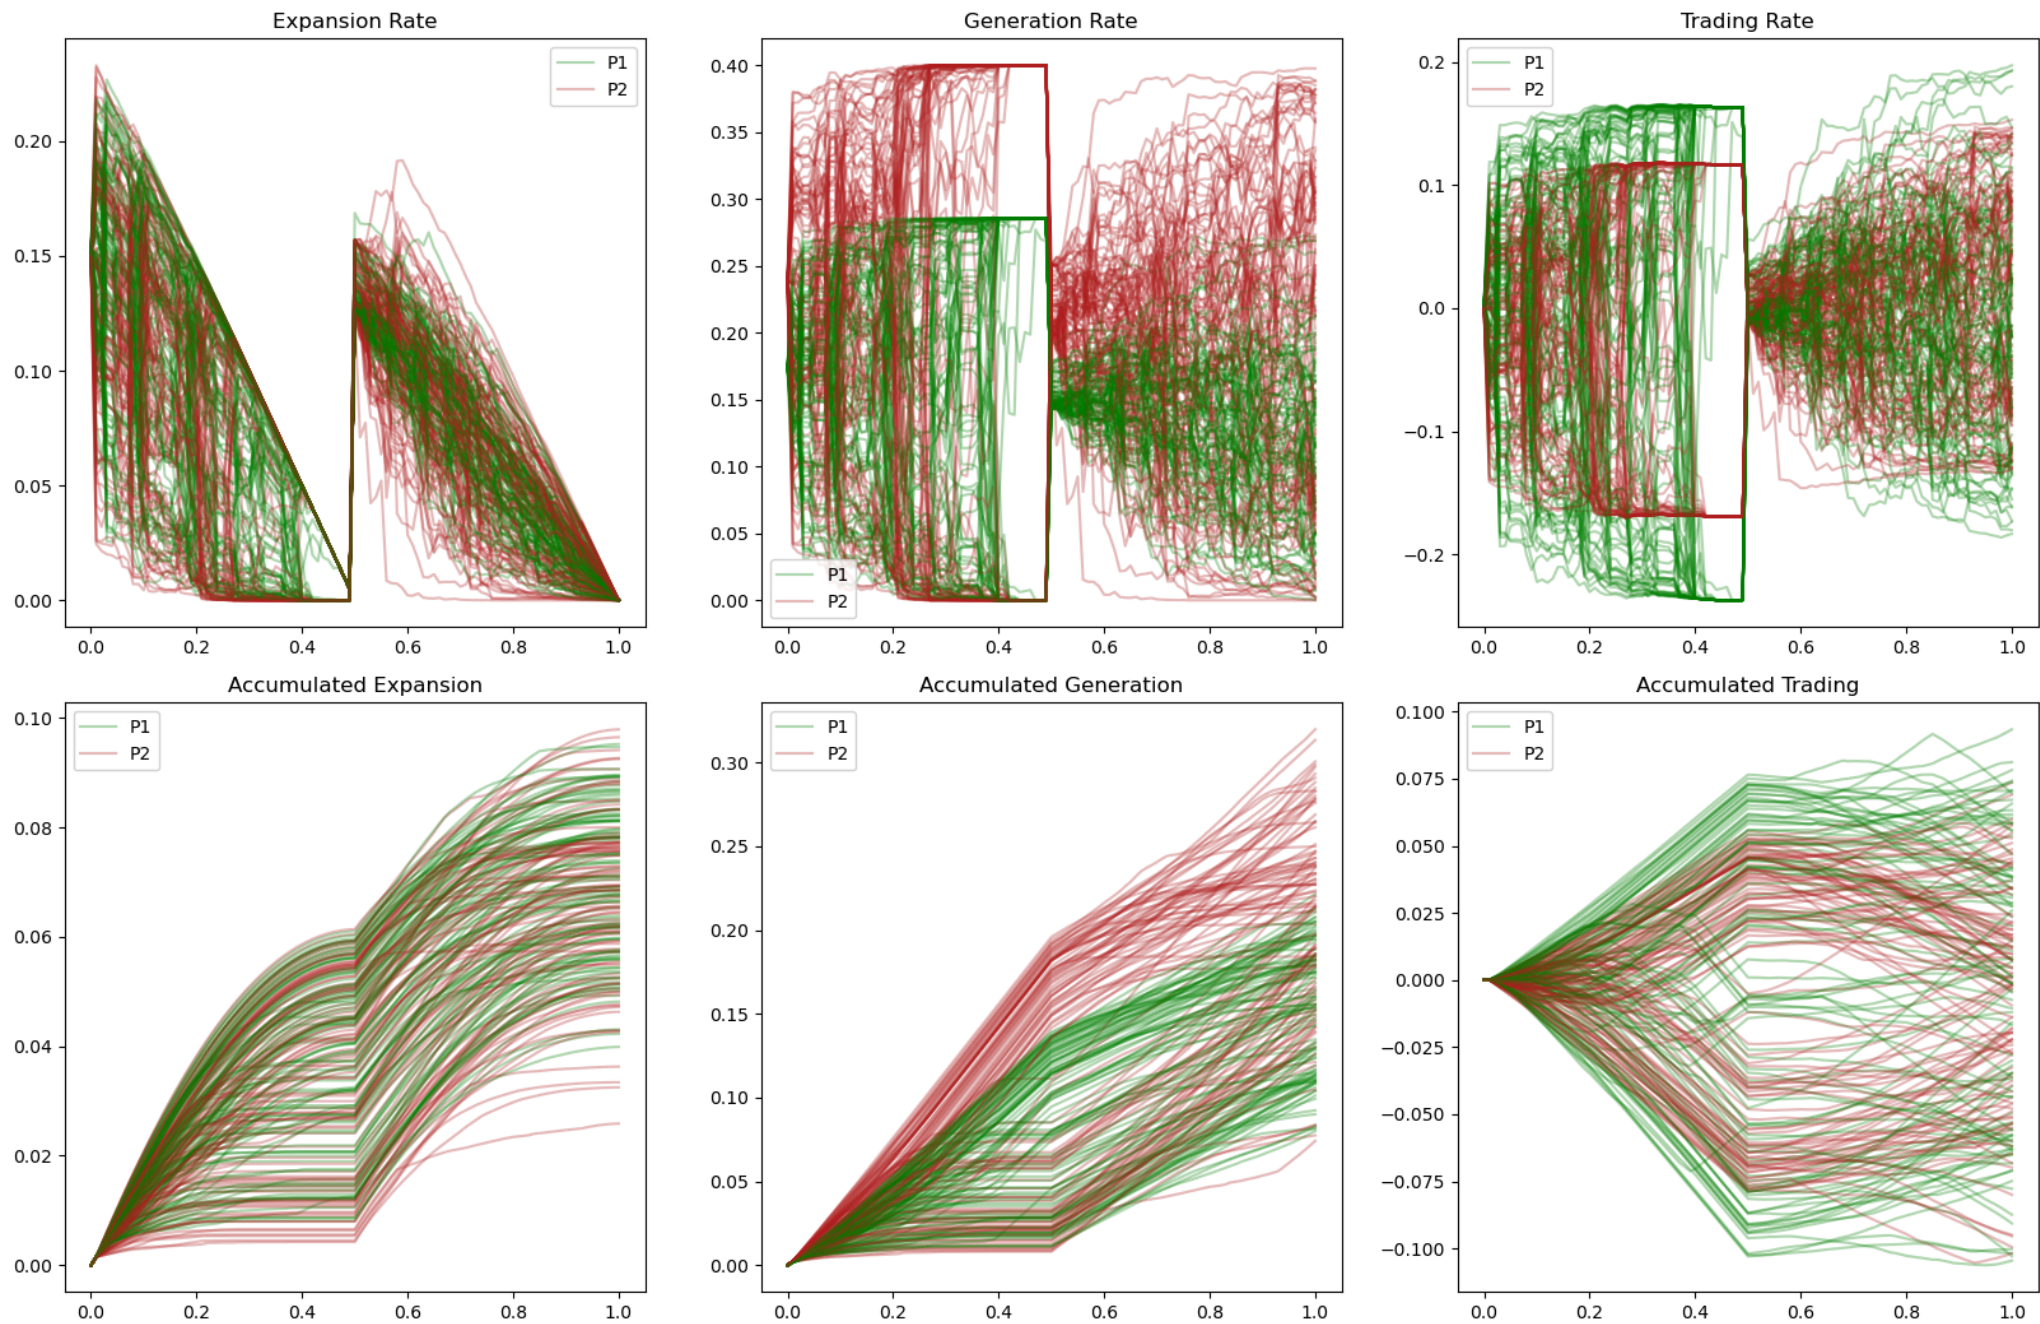 Expansion Rate
P1
P2
0.20
0.15
0.10
0.05
0.00
0.0 0.2 0.4 0.6 0.8 1.0
Generation Rate
0.40
0.35
0.30
0.25
0.20
0.15
0.10
0.05
0.00
P1
P2
0.0 0.2 0.4 0.6 0.8 1.0
Trading Rate
P1
P2
0.2
0.1
0.0
−0.1
−0.2
0.0 0.2 0.4 0.6 0.8 1.0
Accumulated Expansion
P1
P2
0.10
0.08
0.06
0.04
0.02
0.00
0.0 0.2 0.4 0.6 0.8 1.0
Accumulated Generation
P1
P2
0.30
0.25
0.20
0.15
0.10
0.05
0.00
0.0 0.2 0.4 0.6 0.8 1.0
Accumulated Trading
P1
P2
0.100
0.075
0.050
0.025
0.000
−0.025
−0.050
−0.075
−0.100
0.0 0.2 0.4 0.6 0.8 1.0